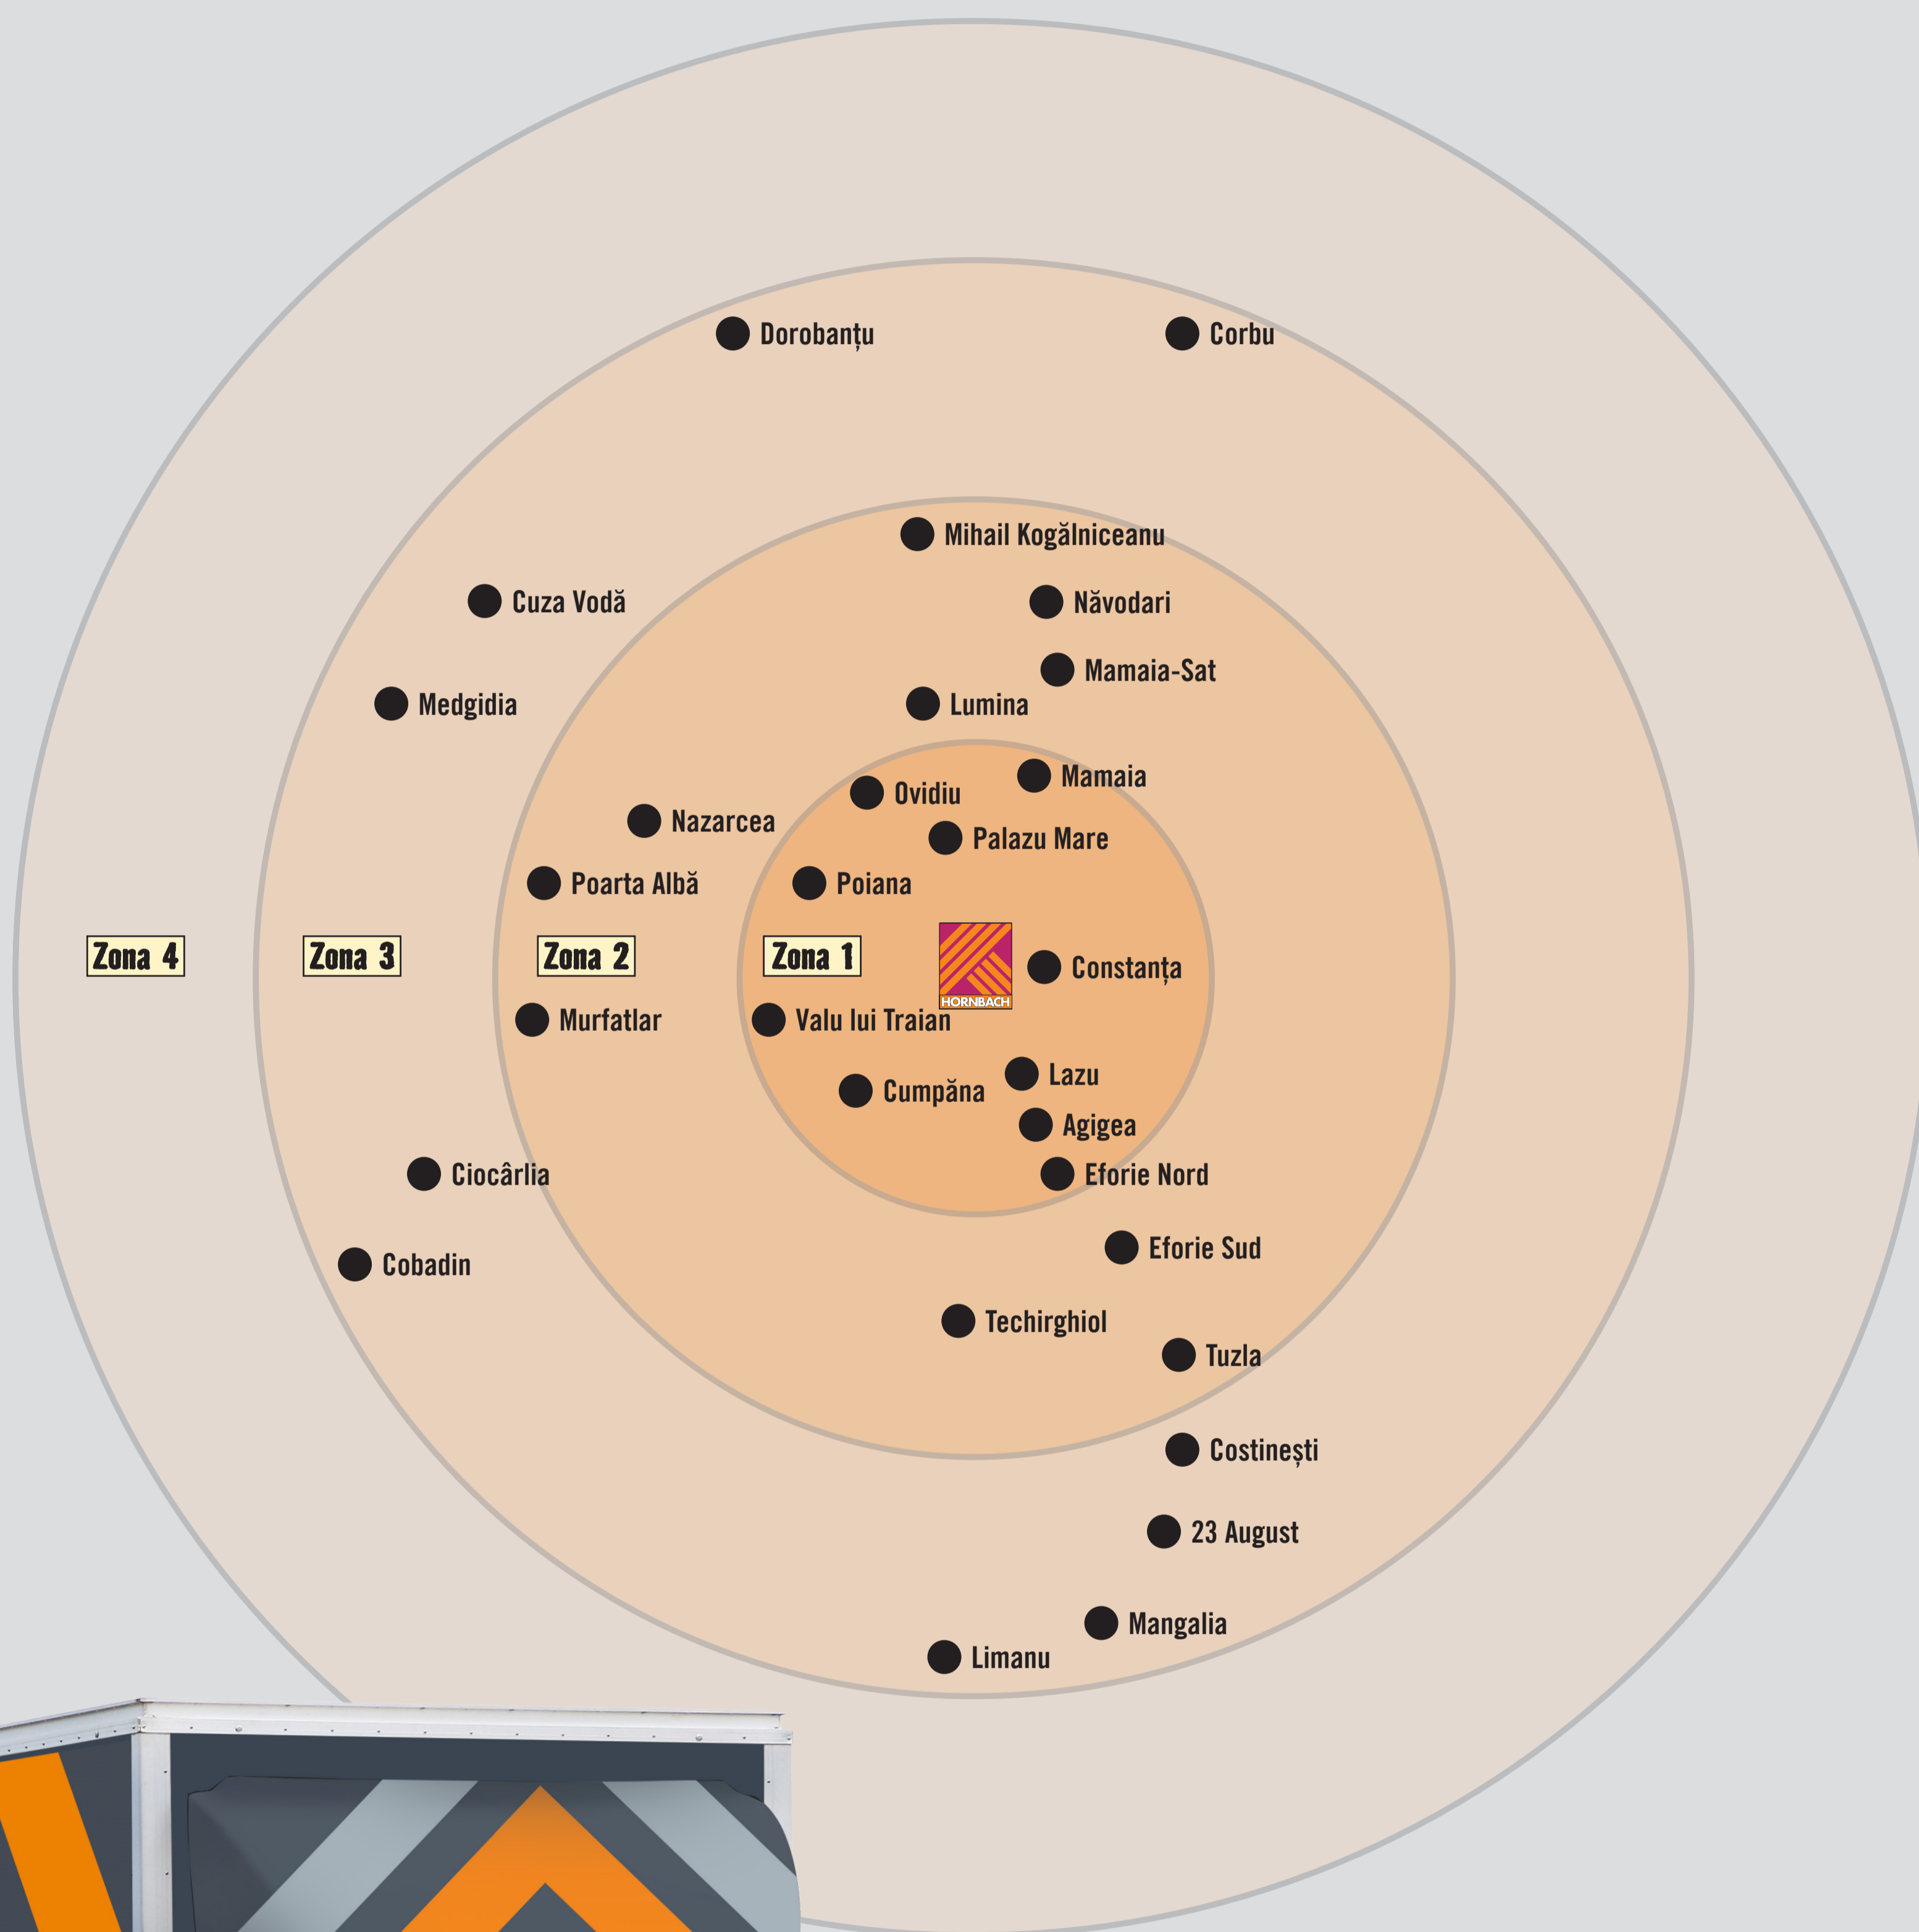 Dorobanțu
Corbu
Mihail Kogălniceanu
Cuza Vodă
Năvodari
Mamaia-Sat
Medgidia
Lumina
Mamaia
Ovidiu
Nazarcea
Palazu Mare
Poarta Albă
Poiana
Zona 4
Zona 3
Zona 2
Zona 1
HORNBACH
Constanța
Murfatlar
Valu lui Traian
Lazu
Cumpăna
Agigea
Ciocârlia
Eforie Nord
Eforie Sud
Cobadin
Techirghiol
Tuzla
Costinești
23 August
Mangalia
Limanu